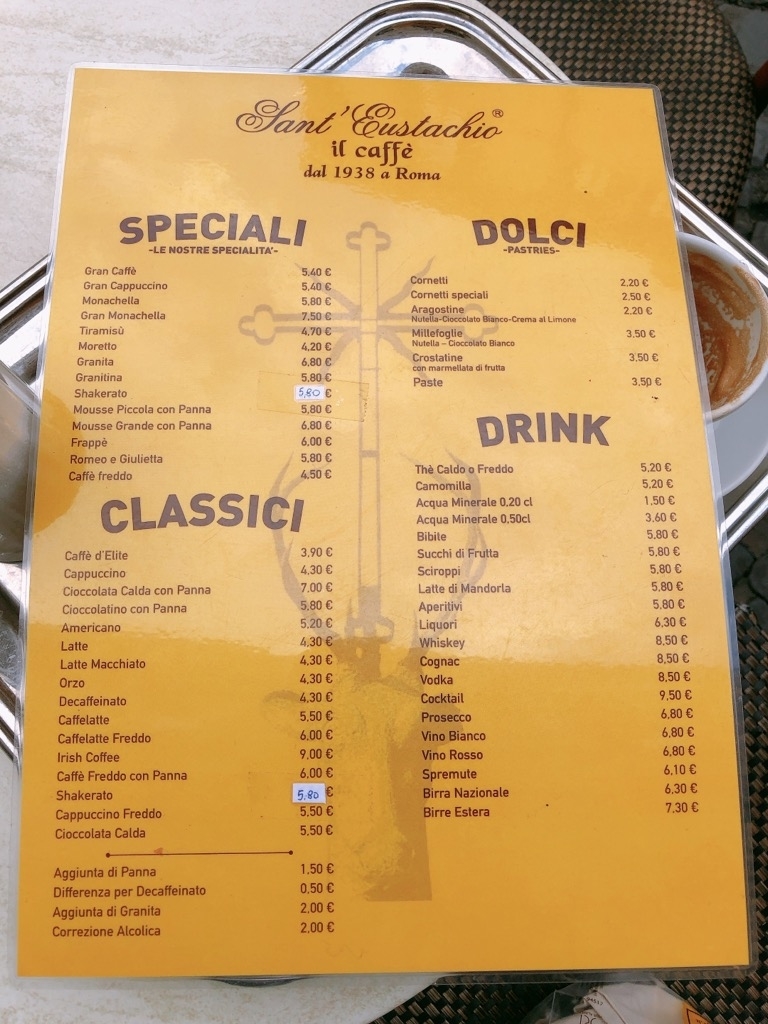 Sant' Eustachio®
il caffè
dal 1938 a Roma
SPECIALI
-LE NOSTRE SPECIALITA'-
Gran Caffè 5,40 €
Gran Cappuccino 5,40 €
Monachella 5,80 €
Gran Monachella 7,50 €
Tiramisù 4,70 €
Moretto 4,20 €
Granita 6,80 €
Granitina 5,80 €
Shakerato 5,80 €
Mousse Piccola con Panna 5,80 €
Mousse Grande con Panna 6,80 €
Frappè 6,00 €
Romeo e Giulietta 5,80 €
Caffè freddo 4,50 €
CLASSICI
Caffè d'Elite 3,90 €
Cappuccino 4,30 €
Cioccolata Calda con Panna 7,00 €
Cioccolatino con Panna 5,80 €
Americano 5,20 €
Latte 4,30 €
Latte Macchiato 4,30 €
Orzo 4,30 €
Decaffeinato 4,30 €
Caffelatte 5,50 €
Caffelatte Freddo 6,00 €
Irish Coffee 9,00 €
Caffè Freddo con Panna 6,00 €
Shakerato 5.80 €
Cappuccino Freddo 5,50 €
Cioccolata Calda 5,50 €
Aggiunta di Panna 1,50 €
Differenza per Decaffeinato 0,50 €
Aggiunta di Granita 2,00 €
Correzione Alcolica 2,00 €
DOLCI
-PASTRIES-
Cornetti 2,20 €
Cornetti speciali 2.50 €
Aragostine 2,20 €
Nutella-Cioccolato Bianco-Crema al Limone
Millefoglie 3,50 €
Nutella – Cioccolato Bianco
Crostatine 3,50 €
con marmellata di frutta
Paste 3,50 €
DRINK
Thè Caldo o Freddo 5,20 €
Camomilla 5,20 €
Acqua Minerale 0,20 cl 1,50 €
Acqua Minerale 0,50cl 3,60 €
Bibite 5,80 €
Succhi di Frutta 5,80 €
Sciroppi 5,80 €
Latte di Mandorla 5,80 €
Aperitivi 5,80 €
Liquori 6,30 €
Whiskey 8,50 €
Cognac 8,50 €
Vodka 8,50 €
Cocktail 9,50 €
Prosecco 6,80 €
Vino Bianco 6,80 €
Vino Rosso 6,80 €
Spremute 6,10 €
Birra Nazionale 6,30 €
Birre Estera 7,30 €